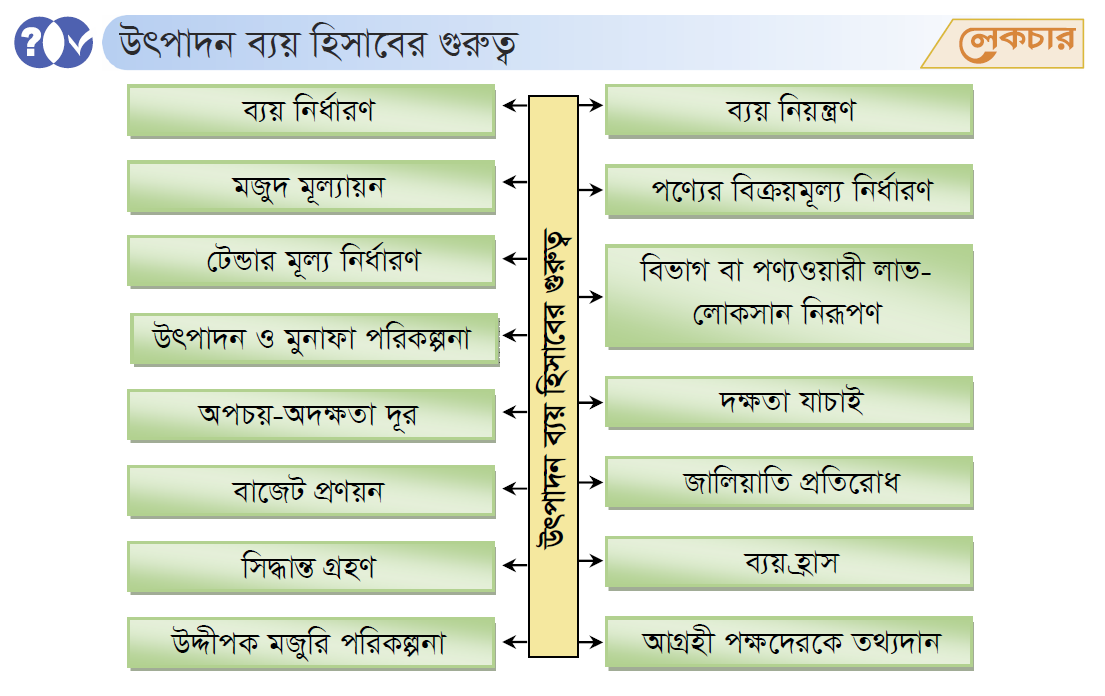 ?
উৎপাদন ব্যয় হিসাবের গুরুত্ব
লেকচার
ব্যয় নির্ধারণ
মজুদ মূল্যায়ন
টেন্ডার মূল্য নির্ধারণ
উৎপাদন ও মুনাফা পরিকল্পনা
অপচয়-অদক্ষতা দূর
বাজেট প্রণয়ন
সিদ্ধান্ত গ্রহণ
উদ্দীপক মজুরি পরিকল্পনা
উৎপাদন ব্যয় হিসাবের গুরুত্ব
ব্যয় নিয়ন্ত্রণ
পণ্যের বিক্রয়মূল্য নির্ধারণ
বিভাগ বা পণ্যওয়ারী লাভ-
লোকসান নিরূপণ
দক্ষতা যাচাই
জালিয়াতি প্রতিরোধ
ব্যয় হ্রাস
আগ্রহী পক্ষদেরকে তথ্যদান